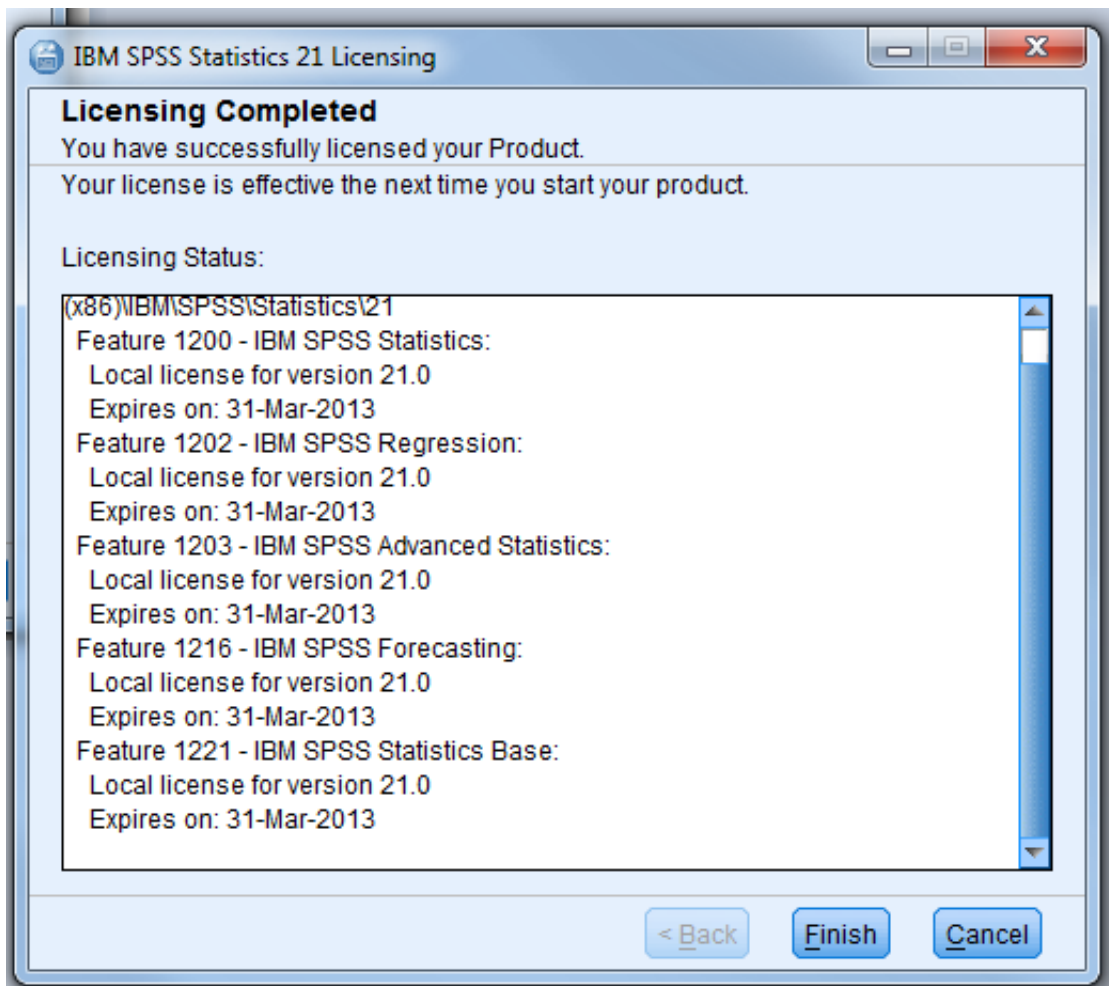 IBM SPSS Statistics 21 Licensing
Licensing Completed
You have successfully licensed your Product.
Your license is effective the next time you start your product.
Licensing Status:
(x86)\IBM\SPSS\Statistics\21
Feature 1200 - IBM SPSS Statistics:
Local license for version 21.0
Expires on: 31-Mar-2013
Feature 1202 - IBM SPSS Regression:
Local license for version 21.0
Expires on: 31-Mar-2013
Feature 1203 - IBM SPSS Advanced Statistics:
Local license for version 21.0
Expires on: 31-Mar-2013
Feature 1216 - IBM SPSS Forecasting:
Local license for version 21.0
Expires on: 31-Mar-2013
Feature 1221 - IBM SPSS Statistics Base:
Local license for version 21.0
Expires on: 31-Mar-2013
< Back Finish Cancel